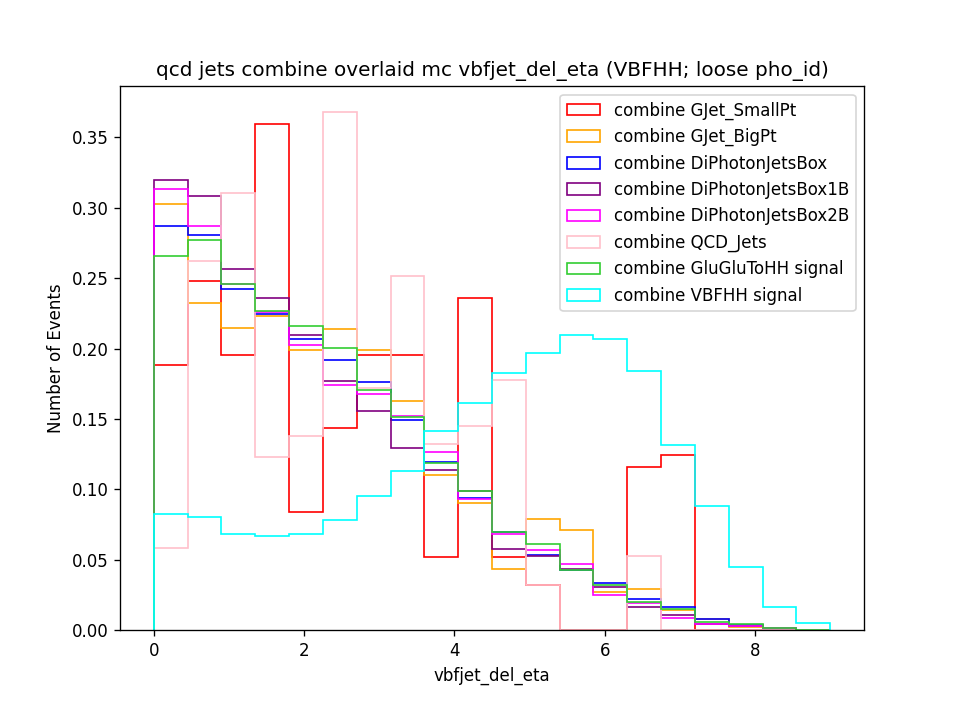 qcd jets combine overlaid mc vbfjet_del_eta (VBFHH; loose pho_id)
combine GJet_SmallPt
combine GJet_BigPt
combine DiPhotonJetsBox
combine DiPhotonJetsBox1B
combine DiPhotonJetsBox2B
combine QCD_Jets
combine GluGluToHH signal
combine VBFHH signal
Number of Events
0.35
0.30
0.25
0.20
0.15
0.10
0.05
0.00
0 2 4 6 8
vbfjet_del_eta